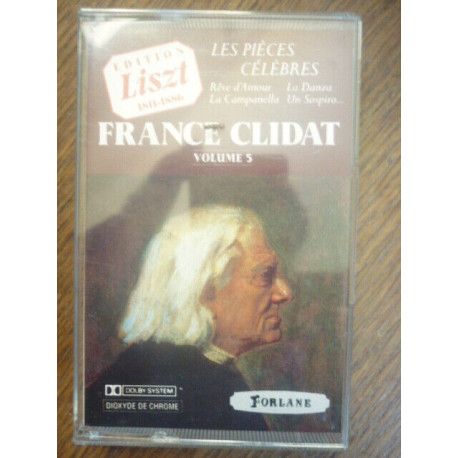 EDITION
Liszt
1811-1886
LES PIÈCES
CÉLÈBRES
Rêve d'Amour La Danza
La Campanella Un Sospiro...
FRANCE CLIDAT
VOLUME 5
DOLBY SYSTEM
DIOXYDE DE CHROME
FORLANE